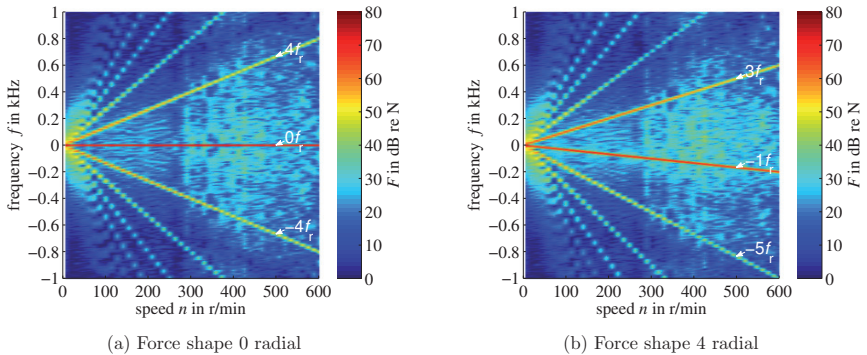 1
0.8
0.6
0.4
0.2
0
−0.2
−0.4
−0.6
−0.8
−1
frequency f in kHz
0 100 200 300 400 500 600
speed n in r/min
4fr
0fr
−4fr
80
70
60
50
40
30
20
10
0
F in dB re N
(a) Force shape 0 radial
1
0.8
0.6
0.4
0.2
0
−0.2
−0.4
−0.6
−0.8
−1
frequency f in kHz
0 100 200 300 400 500 600
speed n in r/min
3fr
−1fr
−5fr
80
70
60
50
40
30
20
10
0
F in dB re N
(b) Force shape 4 radial